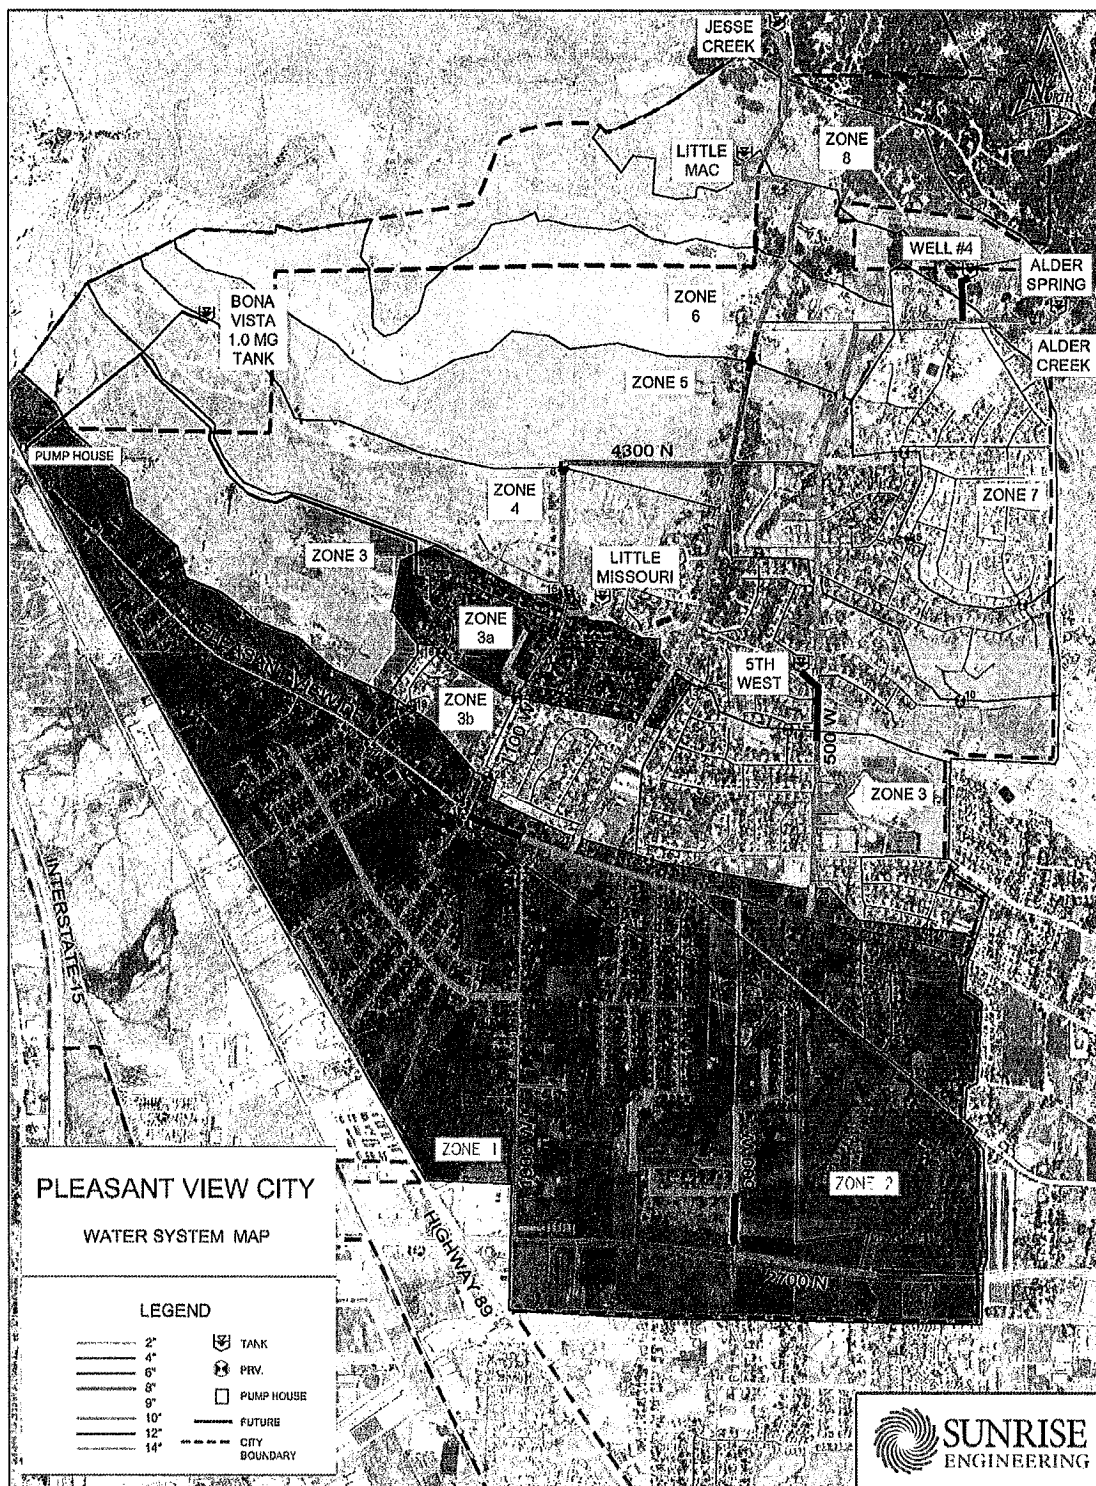 JESSE
CREEK
NORTH
LITTLE
MAC
ZONE
8
WELL #4
ALDER
SPRING
BONA
VISTA
1.0 MG
TANK
ZONE
6
ALDER
CREEK
ZONE 5
PUMP HOUSE
4300 N
ZONE
4
ZONE 7
ZONE 3
LITTLE
MISSOURI
ZONE
3a
5TH
WEST
ZONE
3b
1100 W
500 W
ZONE 3
INTERSTATE-15
ZONE 1
ZONE 2
HIGHWAY-89
2700 N
PLEASANT VIEW CITY
WATER SYSTEM MAP
LEGEND
2"
4"
6"
8"
9"
10"
12"
14"
TANK
PRV.
PUMP HOUSE
FUTURE
CITY
BOUNDARY
SUNRISE
ENGINEERING